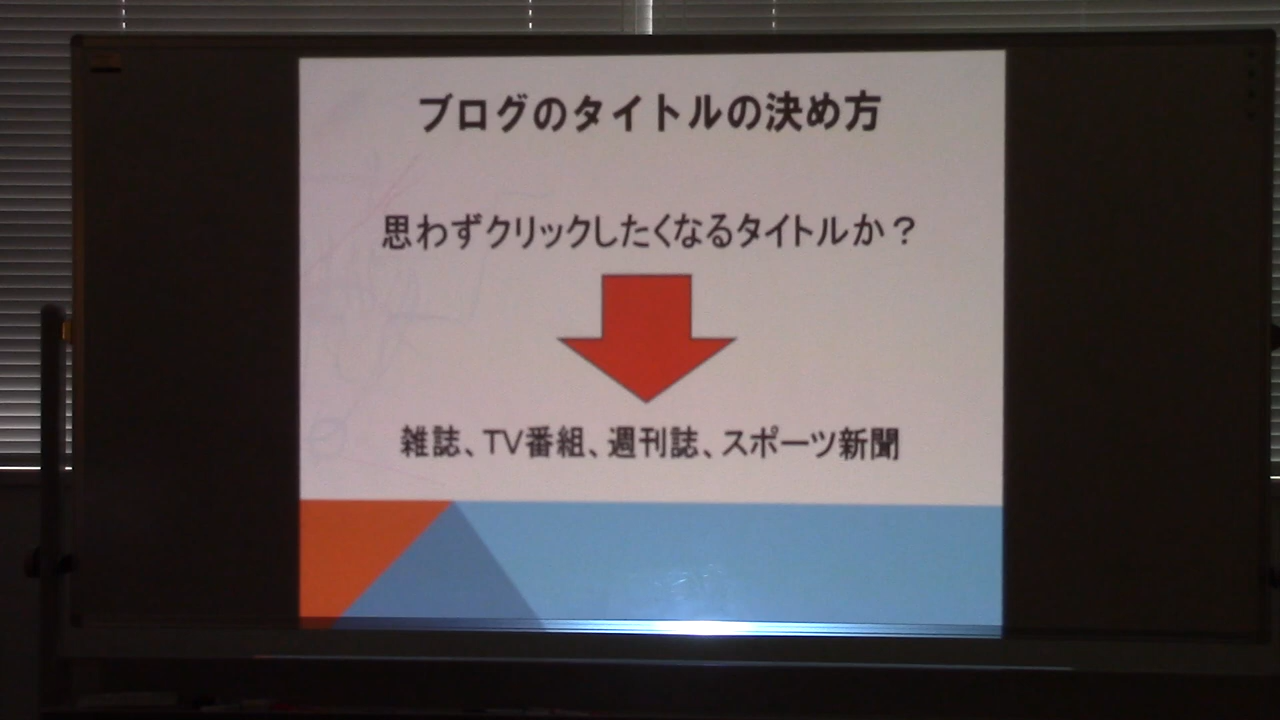 ブログのタイトルの決め方
思わずクリックしたくなるタイトルか？
雑誌、TV番組、週刊誌、スポーツ新聞